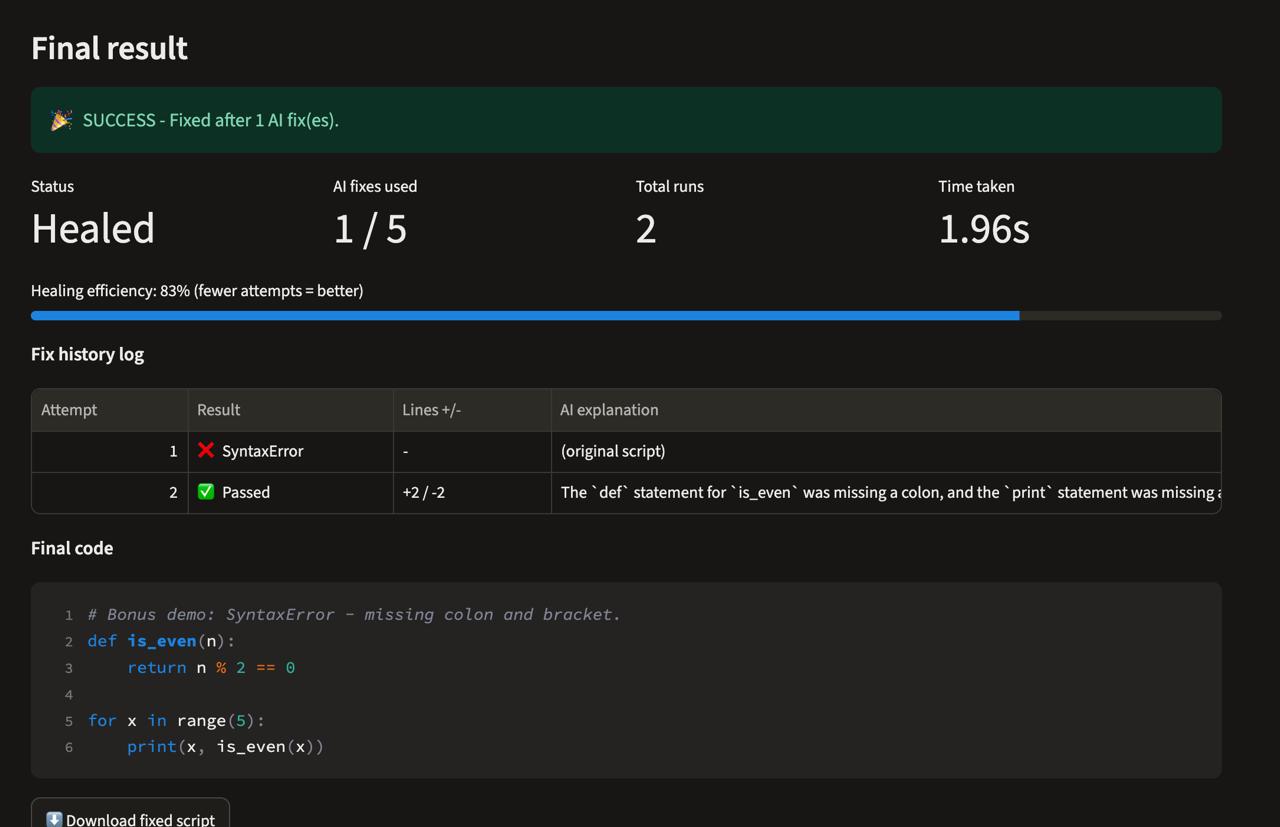 Final result
🎉 SUCCESS - Fixed after 1 AI fix(es).
Status AI fixes used Total runs Time taken
Healed 1 / 5 2 1.96s
Healing efficiency: 83% (fewer attempts = better)
Fix history log
Attempt Result Lines +/- AI explanation
1 ❌ SyntaxError - (original script)
2 ✅ Passed +2 / -2 The `def` statement for `is_even` was missing a colon, and the `print` statement was missing
Final code
1 # Bonus demo: SyntaxError - missing colon and bracket.
2 def is_even(n):
3     return n % 2 == 0
4
5 for x in range(5):
6     print(x, is_even(x))
⬇️ Download fixed script